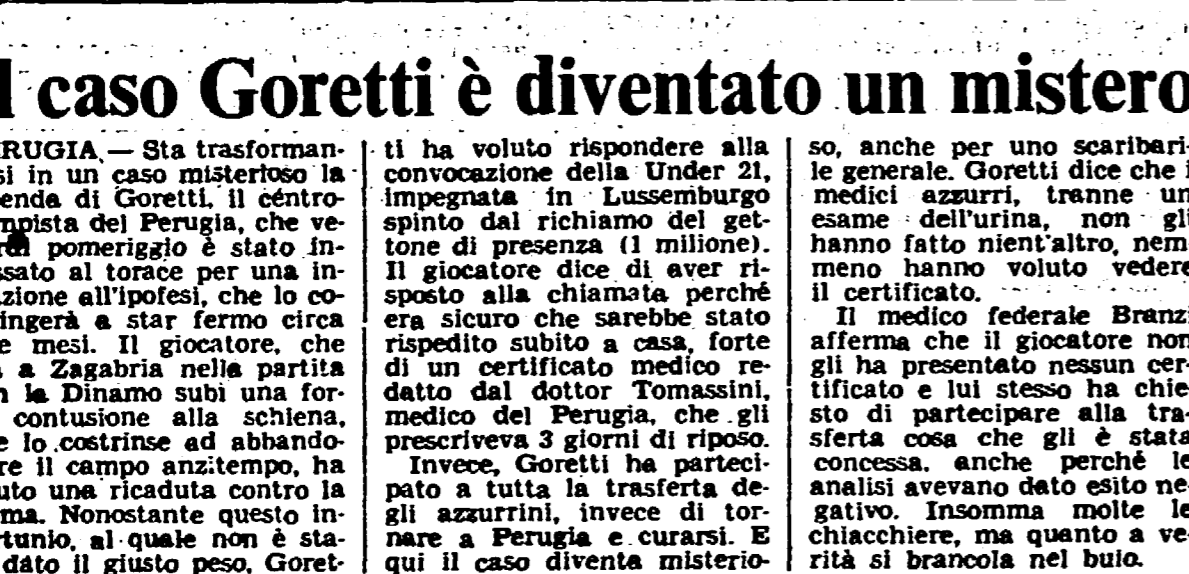 l caso Goretti è diventato un mistero
RUGIA — Sta trasforman-
si in un caso misterioso la
enda di Goretti, il centro-
mpista del Perugia, che ve-
rdì pomeriggio è stato in-
ssato al torace per una in-
azione all'ipofesi, che lo co-
ingerà a star fermo circa
e mesi. Il giocatore, che
a Zagabria nella partita
n la Dinamo subì una for-
contusione alla schiena,
e lo costrinse ad abbando-
re il campo anzitempo, ha
uto una ricaduta contro la
ma. Nonostante questo in-
rtunio, al quale non è sta-
dato il giusto peso, Goret-
ti ha voluto rispondere alla
convocazione della Under 21,
impegnata in Lussemburgo
spinto dal richiamo del get-
tone di presenza (1 milione).
Il giocatore dice di aver ri-
sposto alla chiamata perché
era sicuro che sarebbe stato
rispedito subito a casa, forte
di un certificato medico re-
datto dal dottor Tomassini,
medico del Perugia, che gli
prescriveva 3 giorni di riposo.
Invece, Goretti ha parteci-
pato a tutta la trasferta de-
gli azzurrini, invece di tor-
nare a Perugia e curarsi. E
qui il caso diventa misterio-
so, anche per uno scaribari-
le generale. Goretti dice che i
medici azzurri, tranne un
esame dell'urina, non gli
hanno fatto nient'altro, nem
meno hanno voluto vedere
il certificato.
Il medico federale Branzi
afferma che il giocatore non
gli ha presentato nessun cer-
tificato e lui stesso ha chie-
sto di partecipare alla tra-
sferta cosa che gli è stata
concessa. anche perché le
analisi avevano dato esito ne-
gativo. Insomma molte le
chiacchiere, ma quanto a ve-
rità si brancola nel buio.